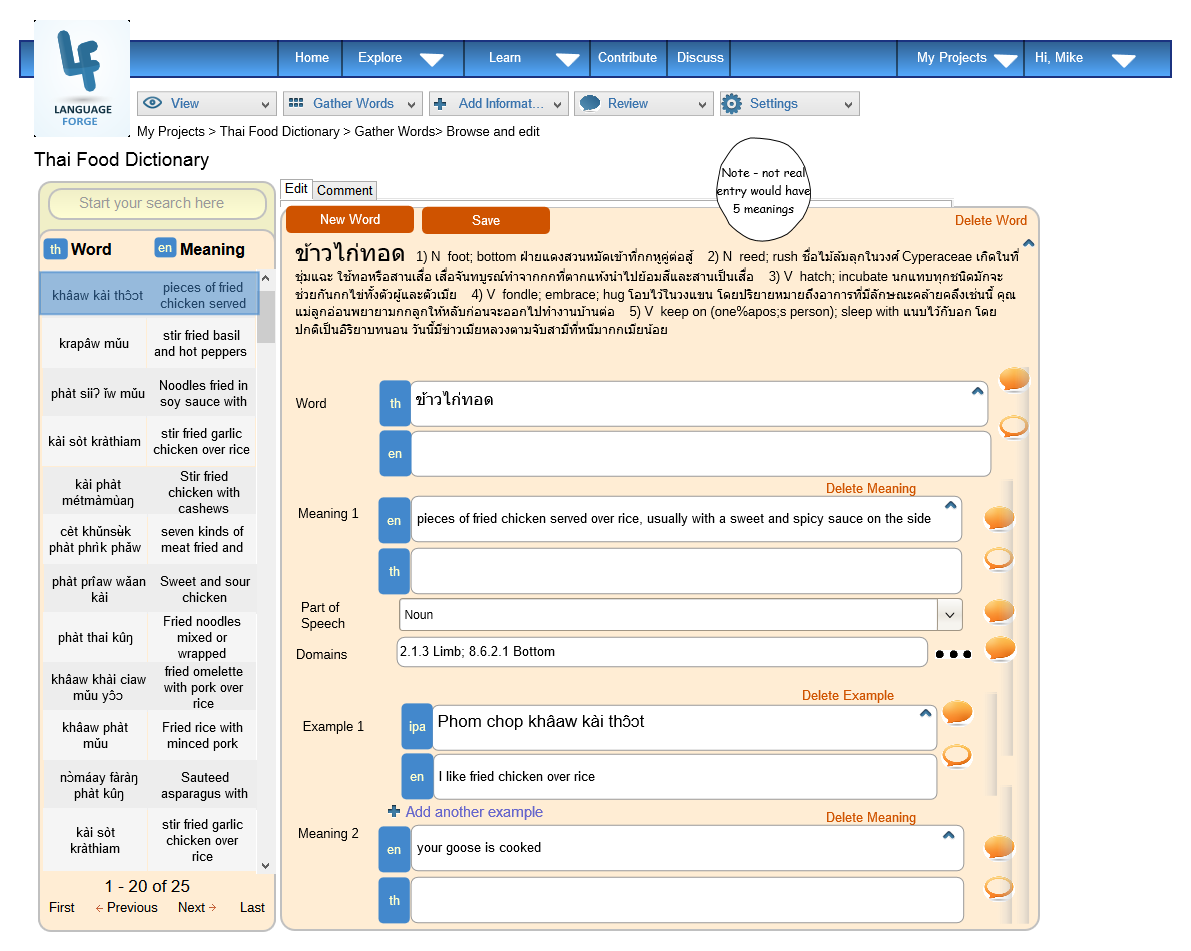 LANGUAGE
FORGE
Home Explore Learn Contribute Discuss My Projects Hi, Mike
View Gather Words Add Informat... Review Settings
My Projects > Thai Food Dictionary > Gather Words> Browse and edit
Thai Food Dictionary
Note - not real
entry would have
5 meanings
Start your search here
th Word en Meaning
khâaw kài thɔ̂ɔt
pieces of fried
chicken served
krapâw mǔu
stir fried basil
and hot peppers
phàt siiʔ ǐw mǔu
Noodles fried in
soy sauce with
kài sòt kràthiam
stir fried garlic
chicken over rice
kài phàt
métmàmùaŋ
Stir fried
chicken with
cashews
cèt khǔnsʉ̀k
phàt phrìk phǎw
seven kinds of
meat fried and
phàt prîaw wǎan
kài
Sweet and sour
chicken
phàt thai kûŋ
Fried noodles
mixed or
wrapped
khâaw khài ciaw
mǔu yɔ̂ɔ
fried omelette
with pork over
rice
khâaw phàt
mǔu
Fried rice with
minced pork
nɔ̀máay fàràŋ
phàt kûŋ
Sauteed
asparagus with
kài sòt
kràthiam
stir fried garlic
chicken over
rice
1 - 20 of 25
First ← Previous Next → Last
Edit Comment
New Word Save Delete Word
ข้าวไก่ทอด 1) N foot; bottom ฝ่ายแดงสวนหมัดเข้าที่กกหูคู่ต่อสู้ 2) N reed; rush ชื่อไม้ล้มลุกในวงศ์ Cyperaceae เกิดในที่
ชุ่มแฉะ ใช้ทอหรือสานเสื่อ เสื่อจันทบูรณ์ทำจากกกที่ตากแห้งนำไปย้อมสีและสานเป็นเสื่อ 3) V hatch; incubate นกแทบทุกชนิดมักจะ
ช่วยกันกกไข่ทั้งตัวผู้และตัวเมีย 4) V fondle; embrace; hug โอบไว้ในวงแขน โดยปริยายหมายถึงอาการที่มีลักษณะคล้ายคลึงเช่นนี้ คุณ
แม่ลูกอ่อนพยายามกกลูกให้หลับก่อนจะออกไปทำงานบ้านต่อ 5) V keep on (one%apos;s person); sleep with แนบไว้กับอก โดย
ปกติเป็นอิริยาบทนอน วันนี้มีข่าวเมียหลวงตามจับสามีที่หนีมากกเมียน้อย
Word th ข้าวไก่ทอด
en
Delete Meaning
Meaning 1 en pieces of fried chicken served over rice, usually with a sweet and spicy sauce on the side
th
Part of
Speech
Noun
Domains 2.1.3 Limb; 8.6.2.1 Bottom
Delete Example
Example 1 ipa Phom chop khâaw kài thɔ̂ɔt
en I like fried chicken over rice
Add another example
Delete Meaning
Meaning 2 en your goose is cooked
th